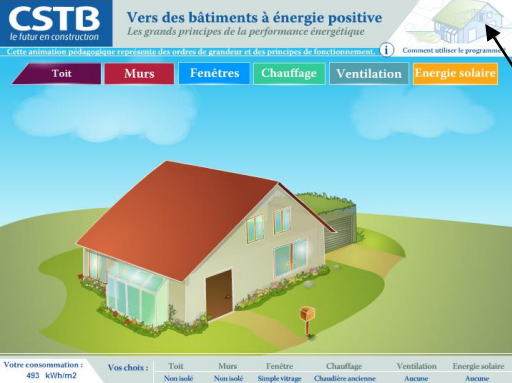 CSTB
le futur en construction
Vers des bâtiments à énergie positive
Les grands principes de la performance énergétique
Cette animation pédagogique représente des ordres de grandeur et des principes de fonctionnement.
i
Comment utiliser le programme?
Toit Murs Fenêtres Chauffage Ventilation Energie solaire
Votre consommation :
493 kWh/m2
Vos choix : Toit Murs Fenêtre Chauffage Ventilation Energie solaire
Non isolé Non isolé Simple vitrage Chaudière ancienne Aucune Aucune